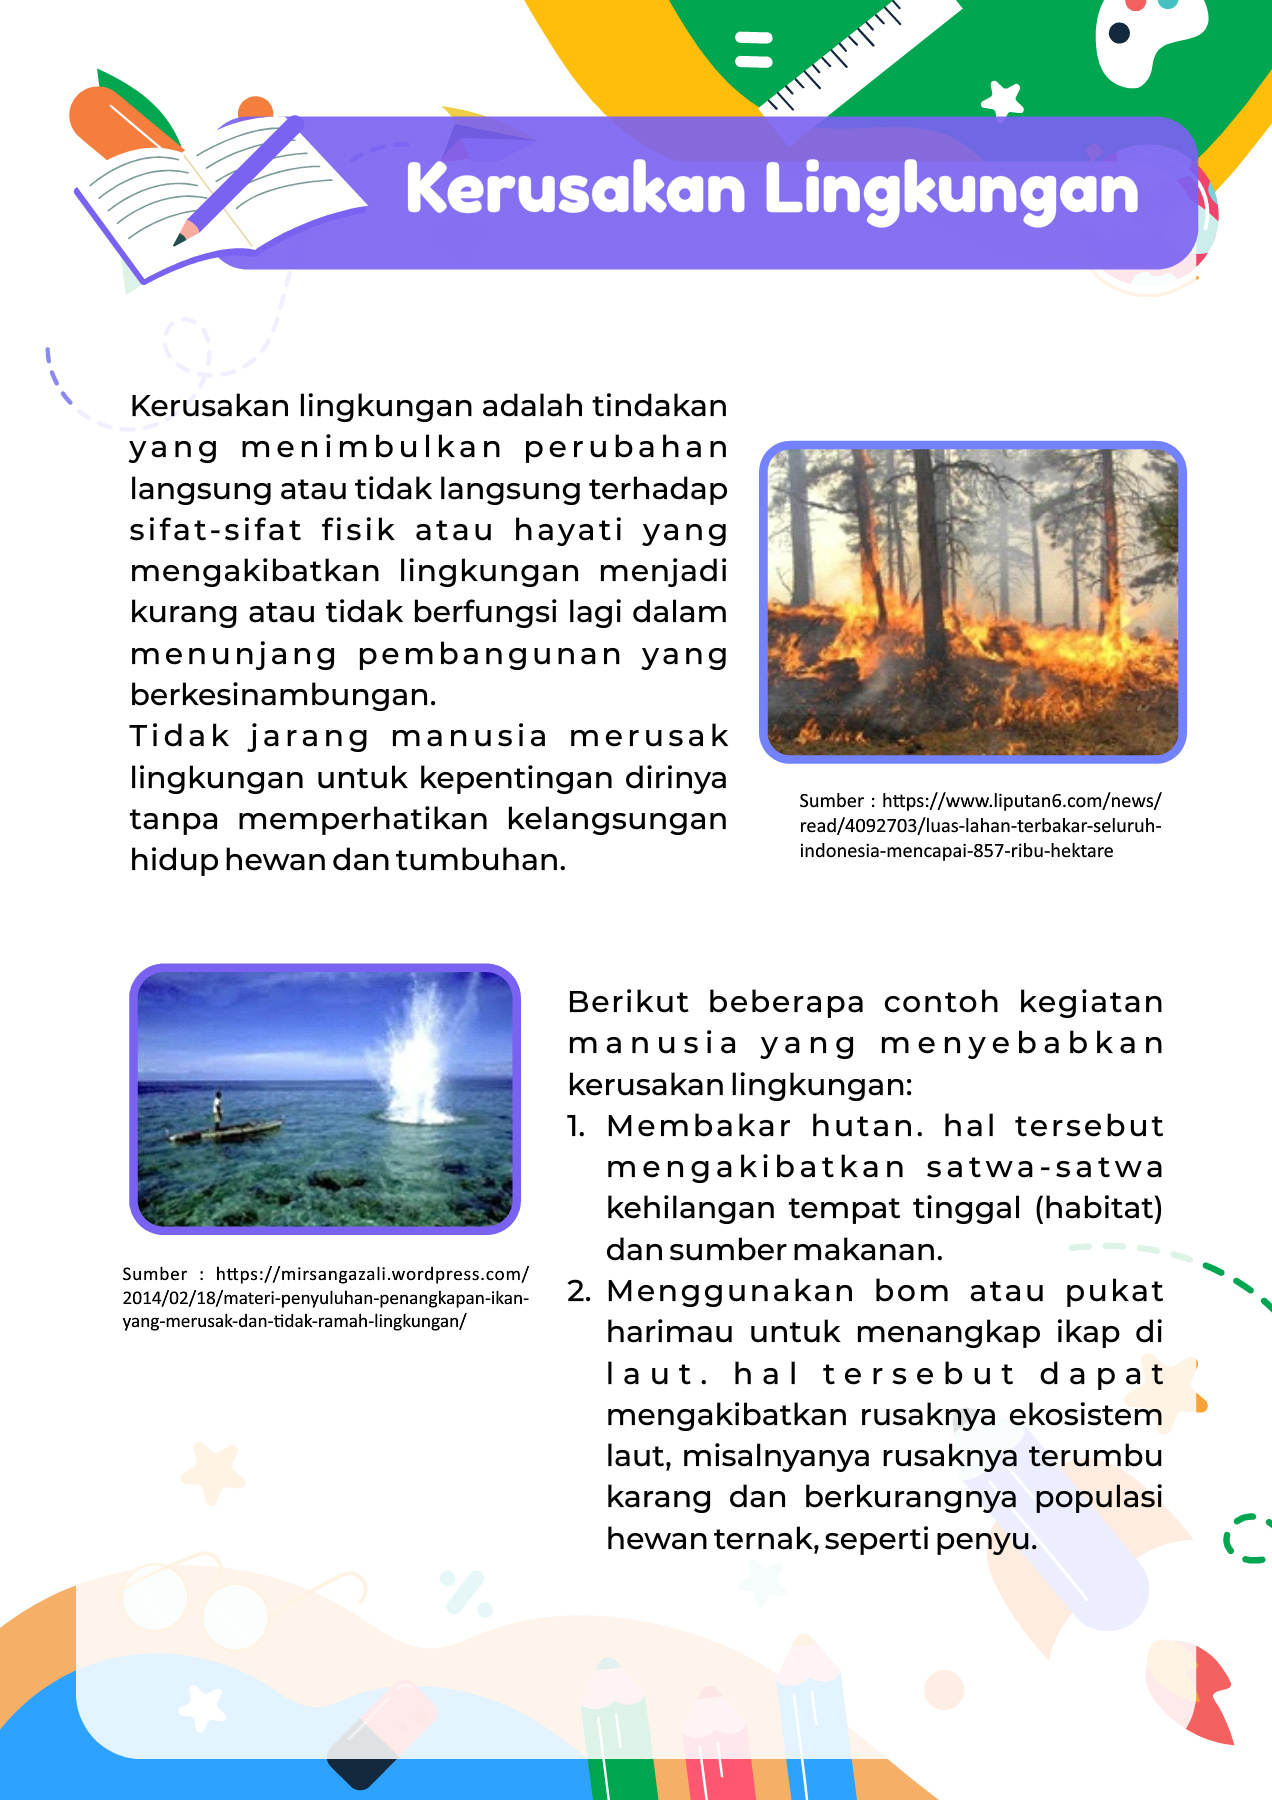 Kerusakan Lingkungan
Kerusakan lingkungan adalah tindakan
yang menimbulkan perubahan
langsung atau tidak langsung terhadap
sifat-sifat fisik atau hayati yang
mengakibatkan lingkungan menjadi
kurang atau tidak berfungsi lagi dalam
menunjang pembangunan yang
berkesinambungan.
Tidak jarang manusia merusak
lingkungan untuk kepentingan dirinya
tanpa memperhatikan kelangsungan
hidup hewan dan tumbuhan.
Sumber : https://www.liputan6.com/news/
read/4092703/luas-lahan-terbakar-seluruh-
indonesia-mencapai-857-ribu-hektare
Sumber : https://mirsangazali.wordpress.com/
2014/02/18/materi-penyuluhan-penangkapan-ikan-
yang-merusak-dan-tidak-ramah-lingkungan/
Berikut beberapa contoh kegiatan
manusia yang menyebabkan
kerusakan lingkungan:
1. Membakar hutan. hal tersebut
mengakibatkan satwa-satwa
kehilangan tempat tinggal (habitat)
dan sumber makanan.
2. Menggunakan bom atau pukat
harimau untuk menangkap ikap di
laut. hal tersebut dapat
mengakibatkan rusaknya ekosistem
laut, misalnyanya rusaknya terumbu
karang dan berkurangnya populasi
hewan ternak, seperti penyu.